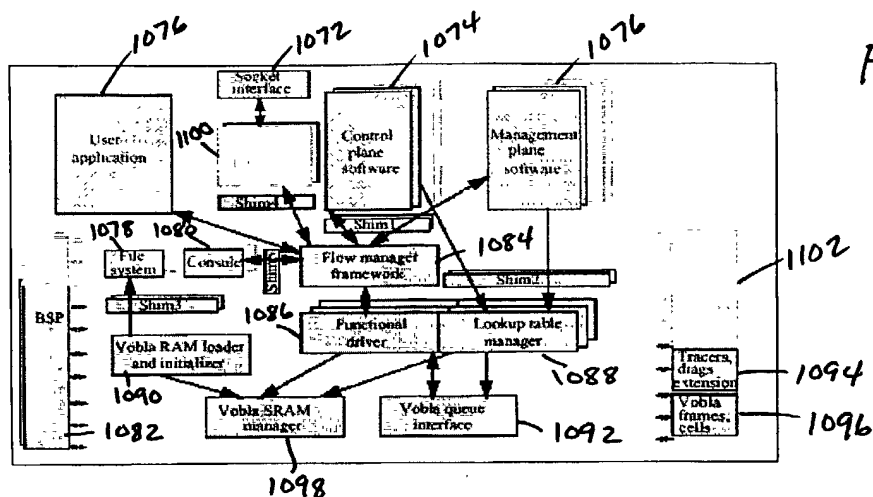 1076
1072
1074
1076
Socket
interface
User
application
1100
Control
plane
software
Management
plane
software
Shim4
Shim1
1078
1080
1084
File
system
Console
Flow manager
framework
1102
Shim2
BSP
Shim3
1086
Functional
driver
Lookup table
manager
Vobla RAM loader
and initializer
1090
1088
Tracers,
diags
extension
1094
Vobla
frames,
cells
1096
Vobla SRAM
manager
Vobla queue
interface
1092
1082
1098